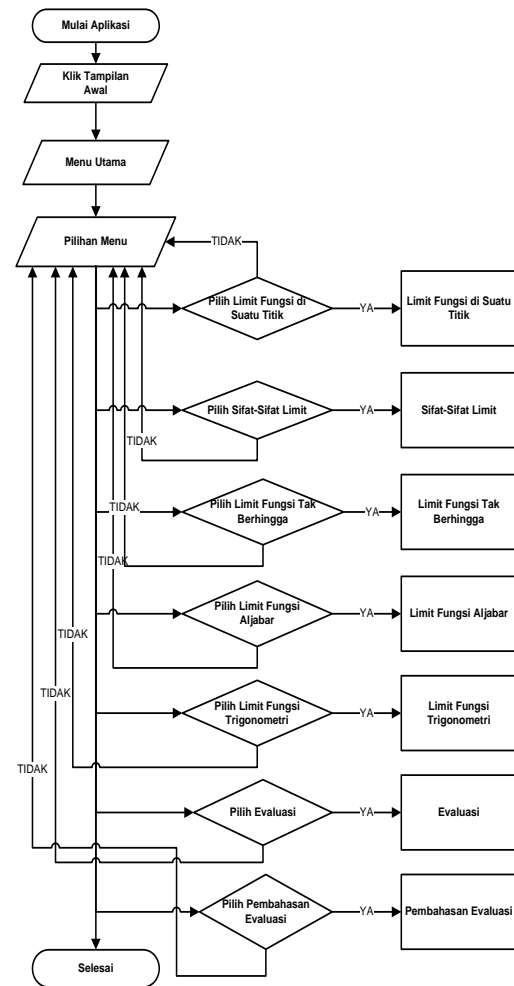 Mulai Aplikasi
Klik Tampilan
Awal
Menu Utama
Pilihan Menu
TIDAK
Pilih Limit Fungsi di
Suatu Titik
YA
Limit Fungsi di Suatu
Titik
Pilih Sifat-Sifat Limit
YA
Sifat-Sifat Limit
TIDAK
Pilih Limit Fungsi Tak
Berhingga
YA
Limit Fungsi Tak
Berhingga
TIDAK
Pilih Limit Fungsi
Aljabar
YA
Limit Fungsi Aljabar
TIDAK
Pilih Limit Fungsi
Trigonometri
YA
Limit Fungsi
Trigonometri
TIDAK
Pilih Evaluasi
YA
Evaluasi
TIDAK
Pilih Pembahasan
Evaluasi
YA
Pembahasan Evaluasi
TIDAK
Selesai